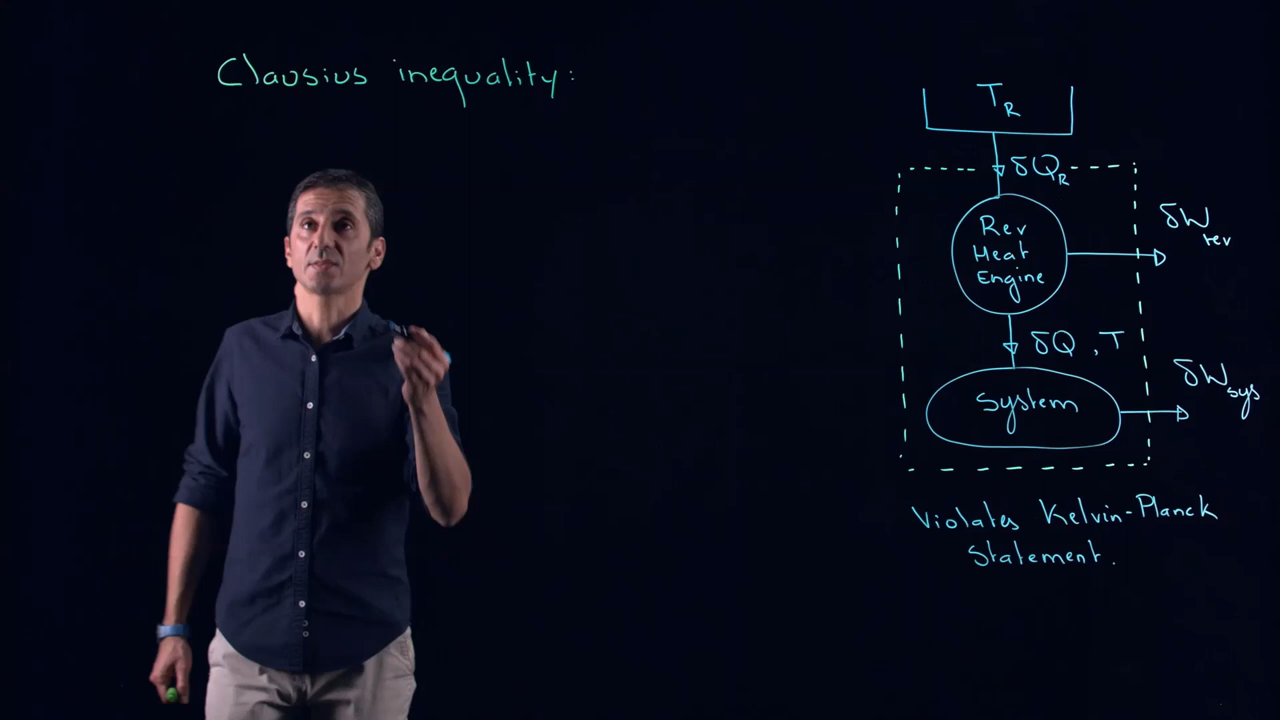 Clausius inequality:
T_R
δQ_R
Rev
Heat
Engine
δW_rev
δQ, T
System
δW_sys
Violates Kelvin-Planck
Statement.